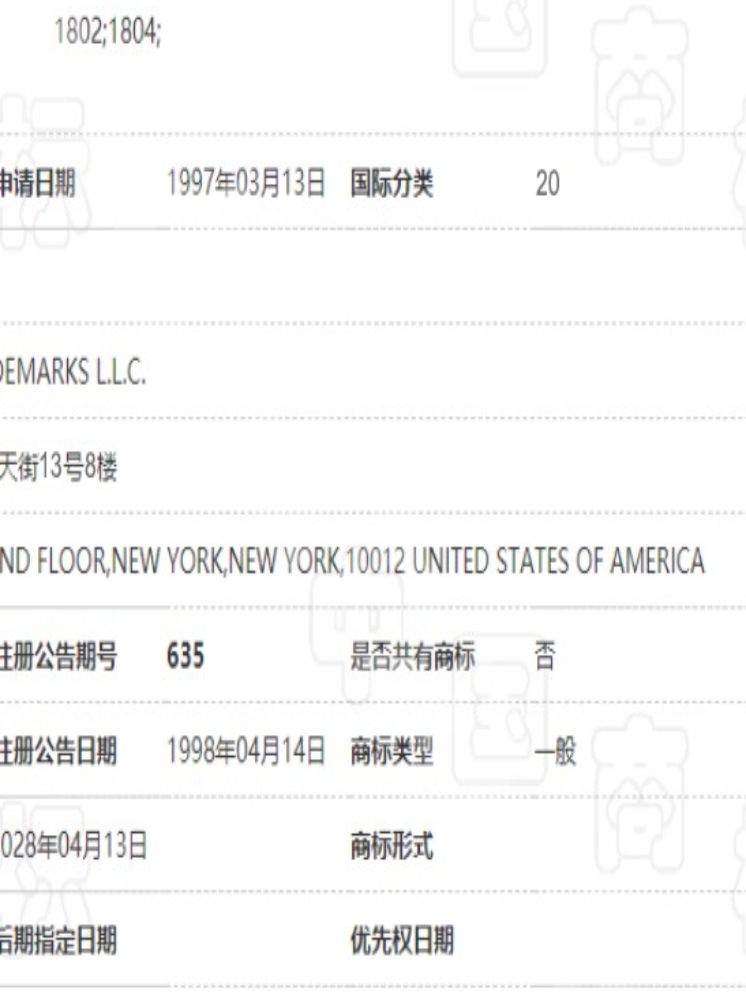 1802;1804;
申请日期 1997年03月13日 国际分类 20
DEMARKS L.L.C.
天街13号8楼
ND FLOOR,NEW YORK,NEW YORK,10012 UNITED STATES OF AMERICA
注册公告期号 635 是否共有商标 否
注册公告日期 1998年04月14日 商标类型 一般
028年04月13日 商标形式
后期指定日期 优先权日期